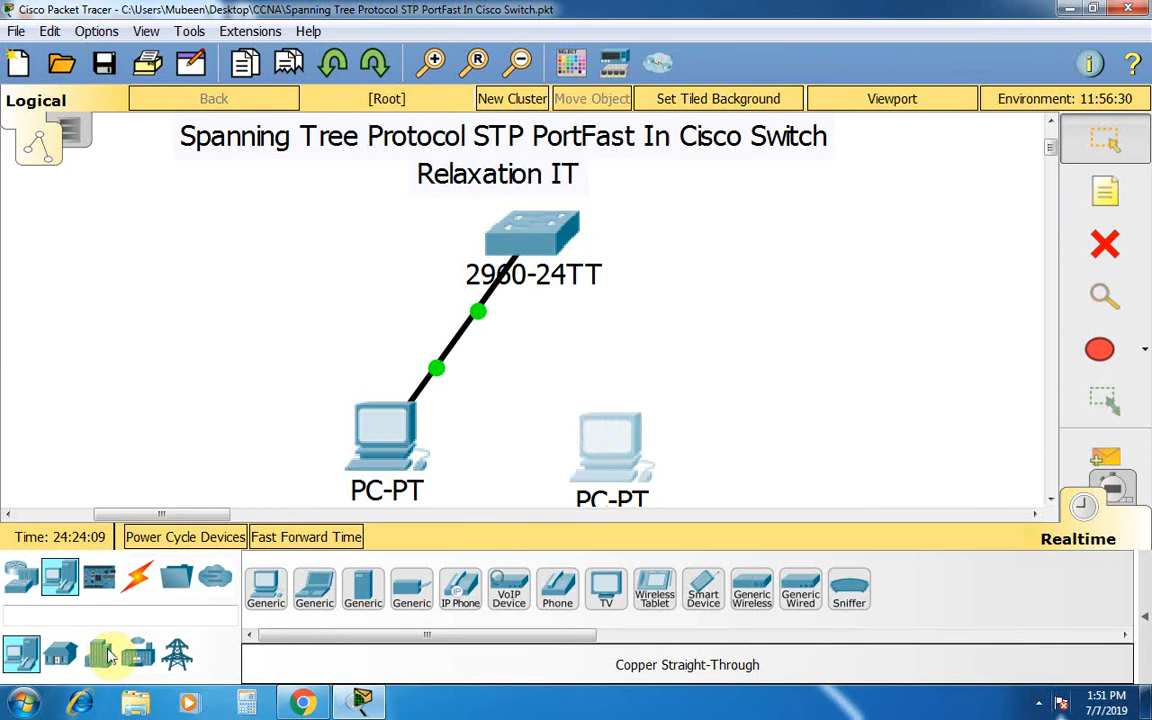 Cisco Packet Tracer - C:\Users\Mubeen\Desktop\CCNA\Spanning Tree Protocol STP PortFast In Cisco Switch.pkt
File Edit Options View Tools Extensions Help
Logical Back [Root] New Cluster Move Object Set Tiled Background Viewport Environment: 11:56:30
Spanning Tree Protocol STP PortFast In Cisco Switch
Relaxation IT
2960-24TT
PC-PT PC-PT
Time: 24:24:09 Power Cycle Devices Fast Forward Time
Realtime
Generic Generic Generic Generic IP Phone VoIP Device Phone TV Wireless Tablet Smart Device Generic Wireless Generic Wired Sniffer
Copper Straight-Through
1:51 PM
7/7/2019